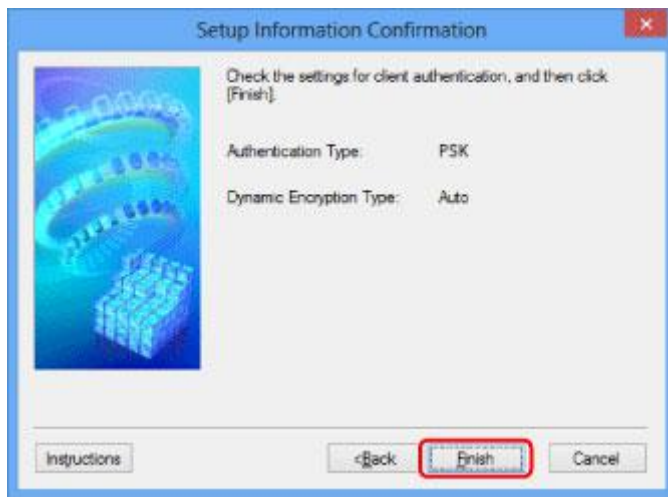 Setup Information Confirmation
Check the settings for client authentication, and then click
[Finish].
Authentication Type: PSK
Dynamic Encryption Type: Auto
Instructions <Back Finish Cancel